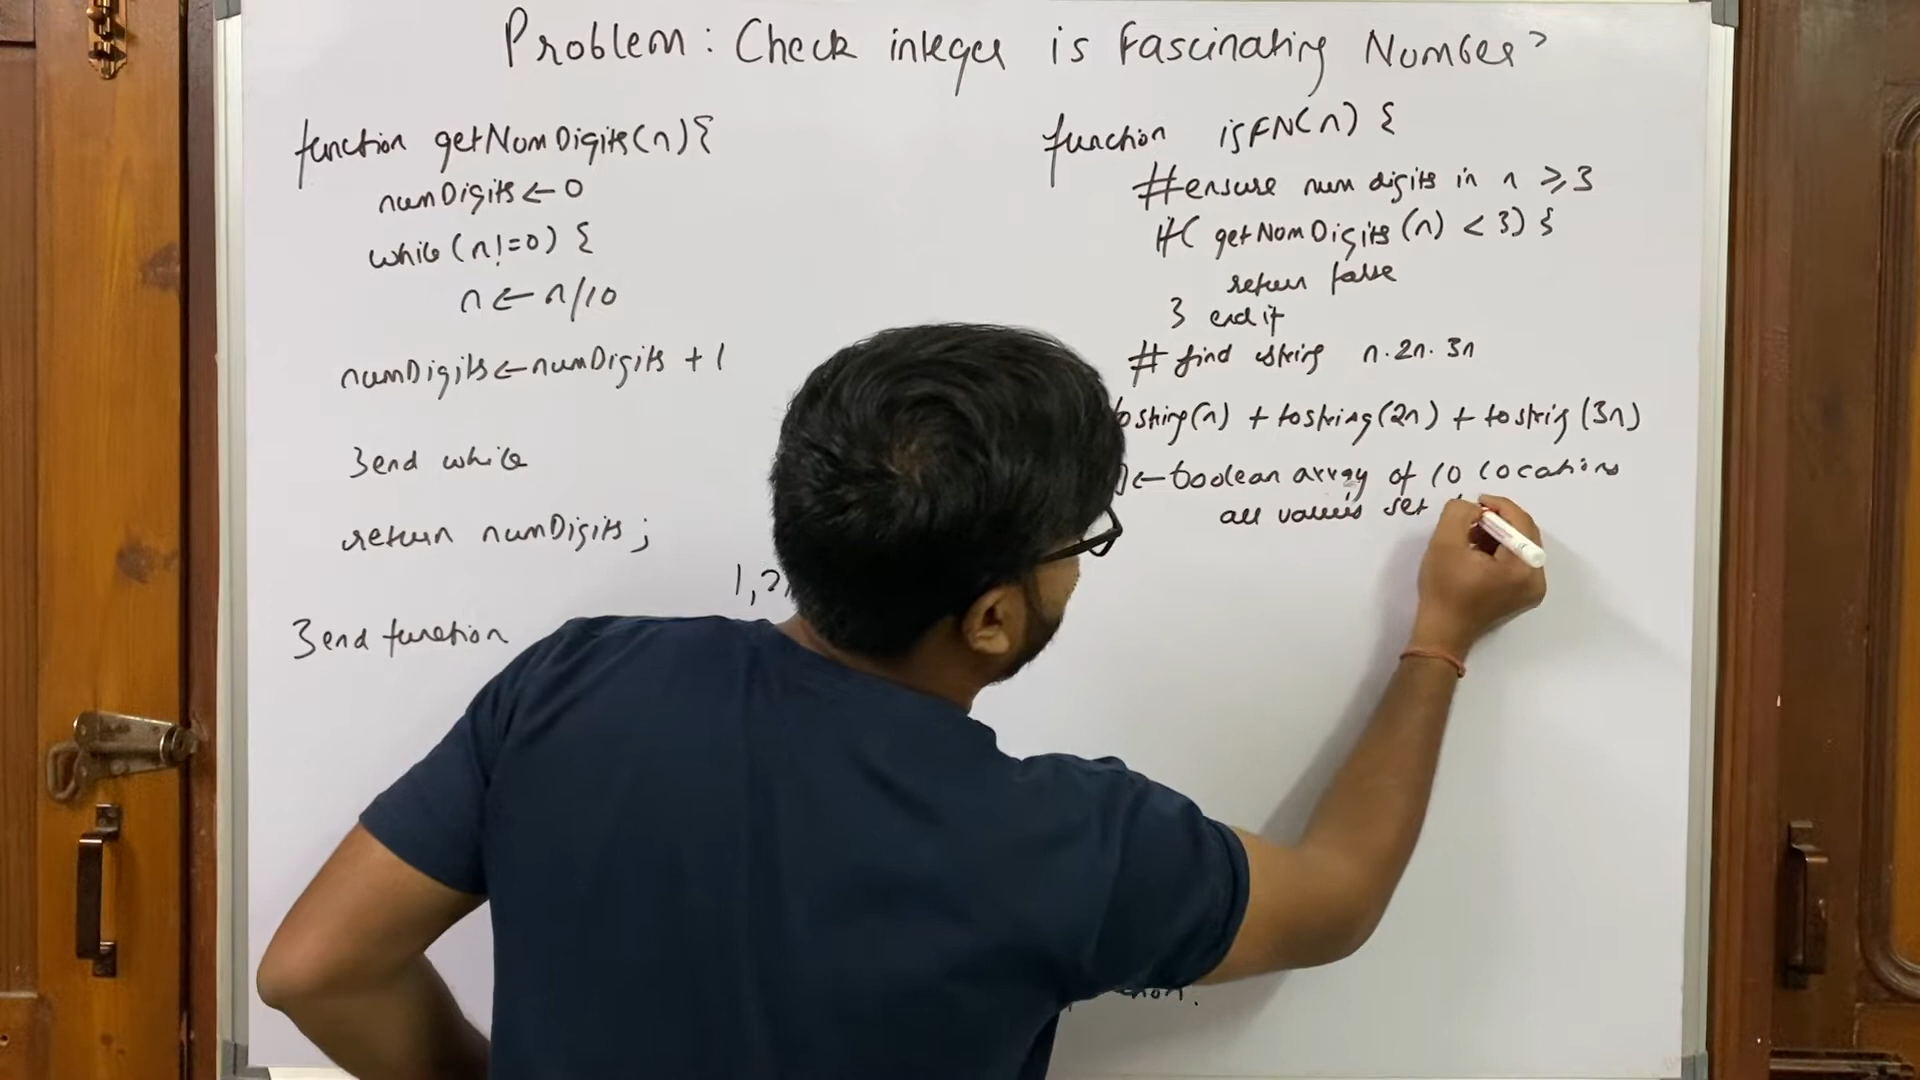 Problem: Check integer is Fascinating Number?
function getNumDigits(n){
numDigits ← 0
while (n!=0) {
n ← n/10
numDigits ← numDigits + 1
}end while
return numDigits;
}end function
1,2,
function isFN(n) {
#ensure num digits in n ⩾3
if( getNumDigits(n) < 3) {
return false
} end if
# find string n.2n.3n
tostring(n) + tostring(2n) + tostring(3n)
]← boolean array of 10 locations
all values set